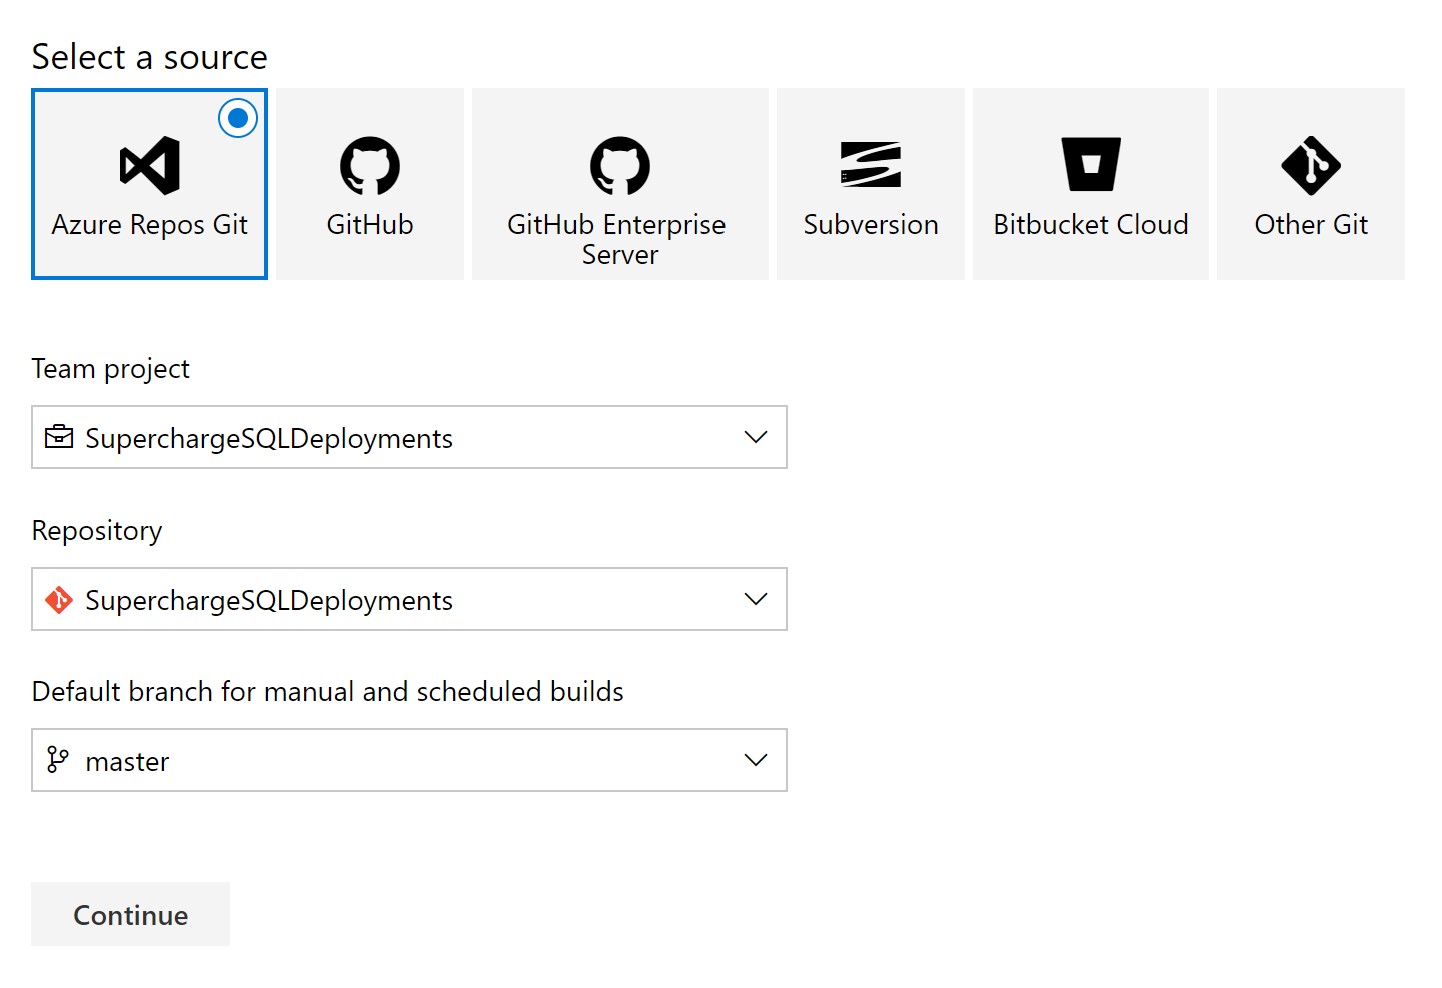 Select a source
Azure Repos Git
GitHub
GitHub Enterprise
Server
Subversion
Bitbucket Cloud
Other Git
Team project
SuperchargeSQLDeployments
Repository
SuperchargeSQLDeployments
Default branch for manual and scheduled builds
master
Continue